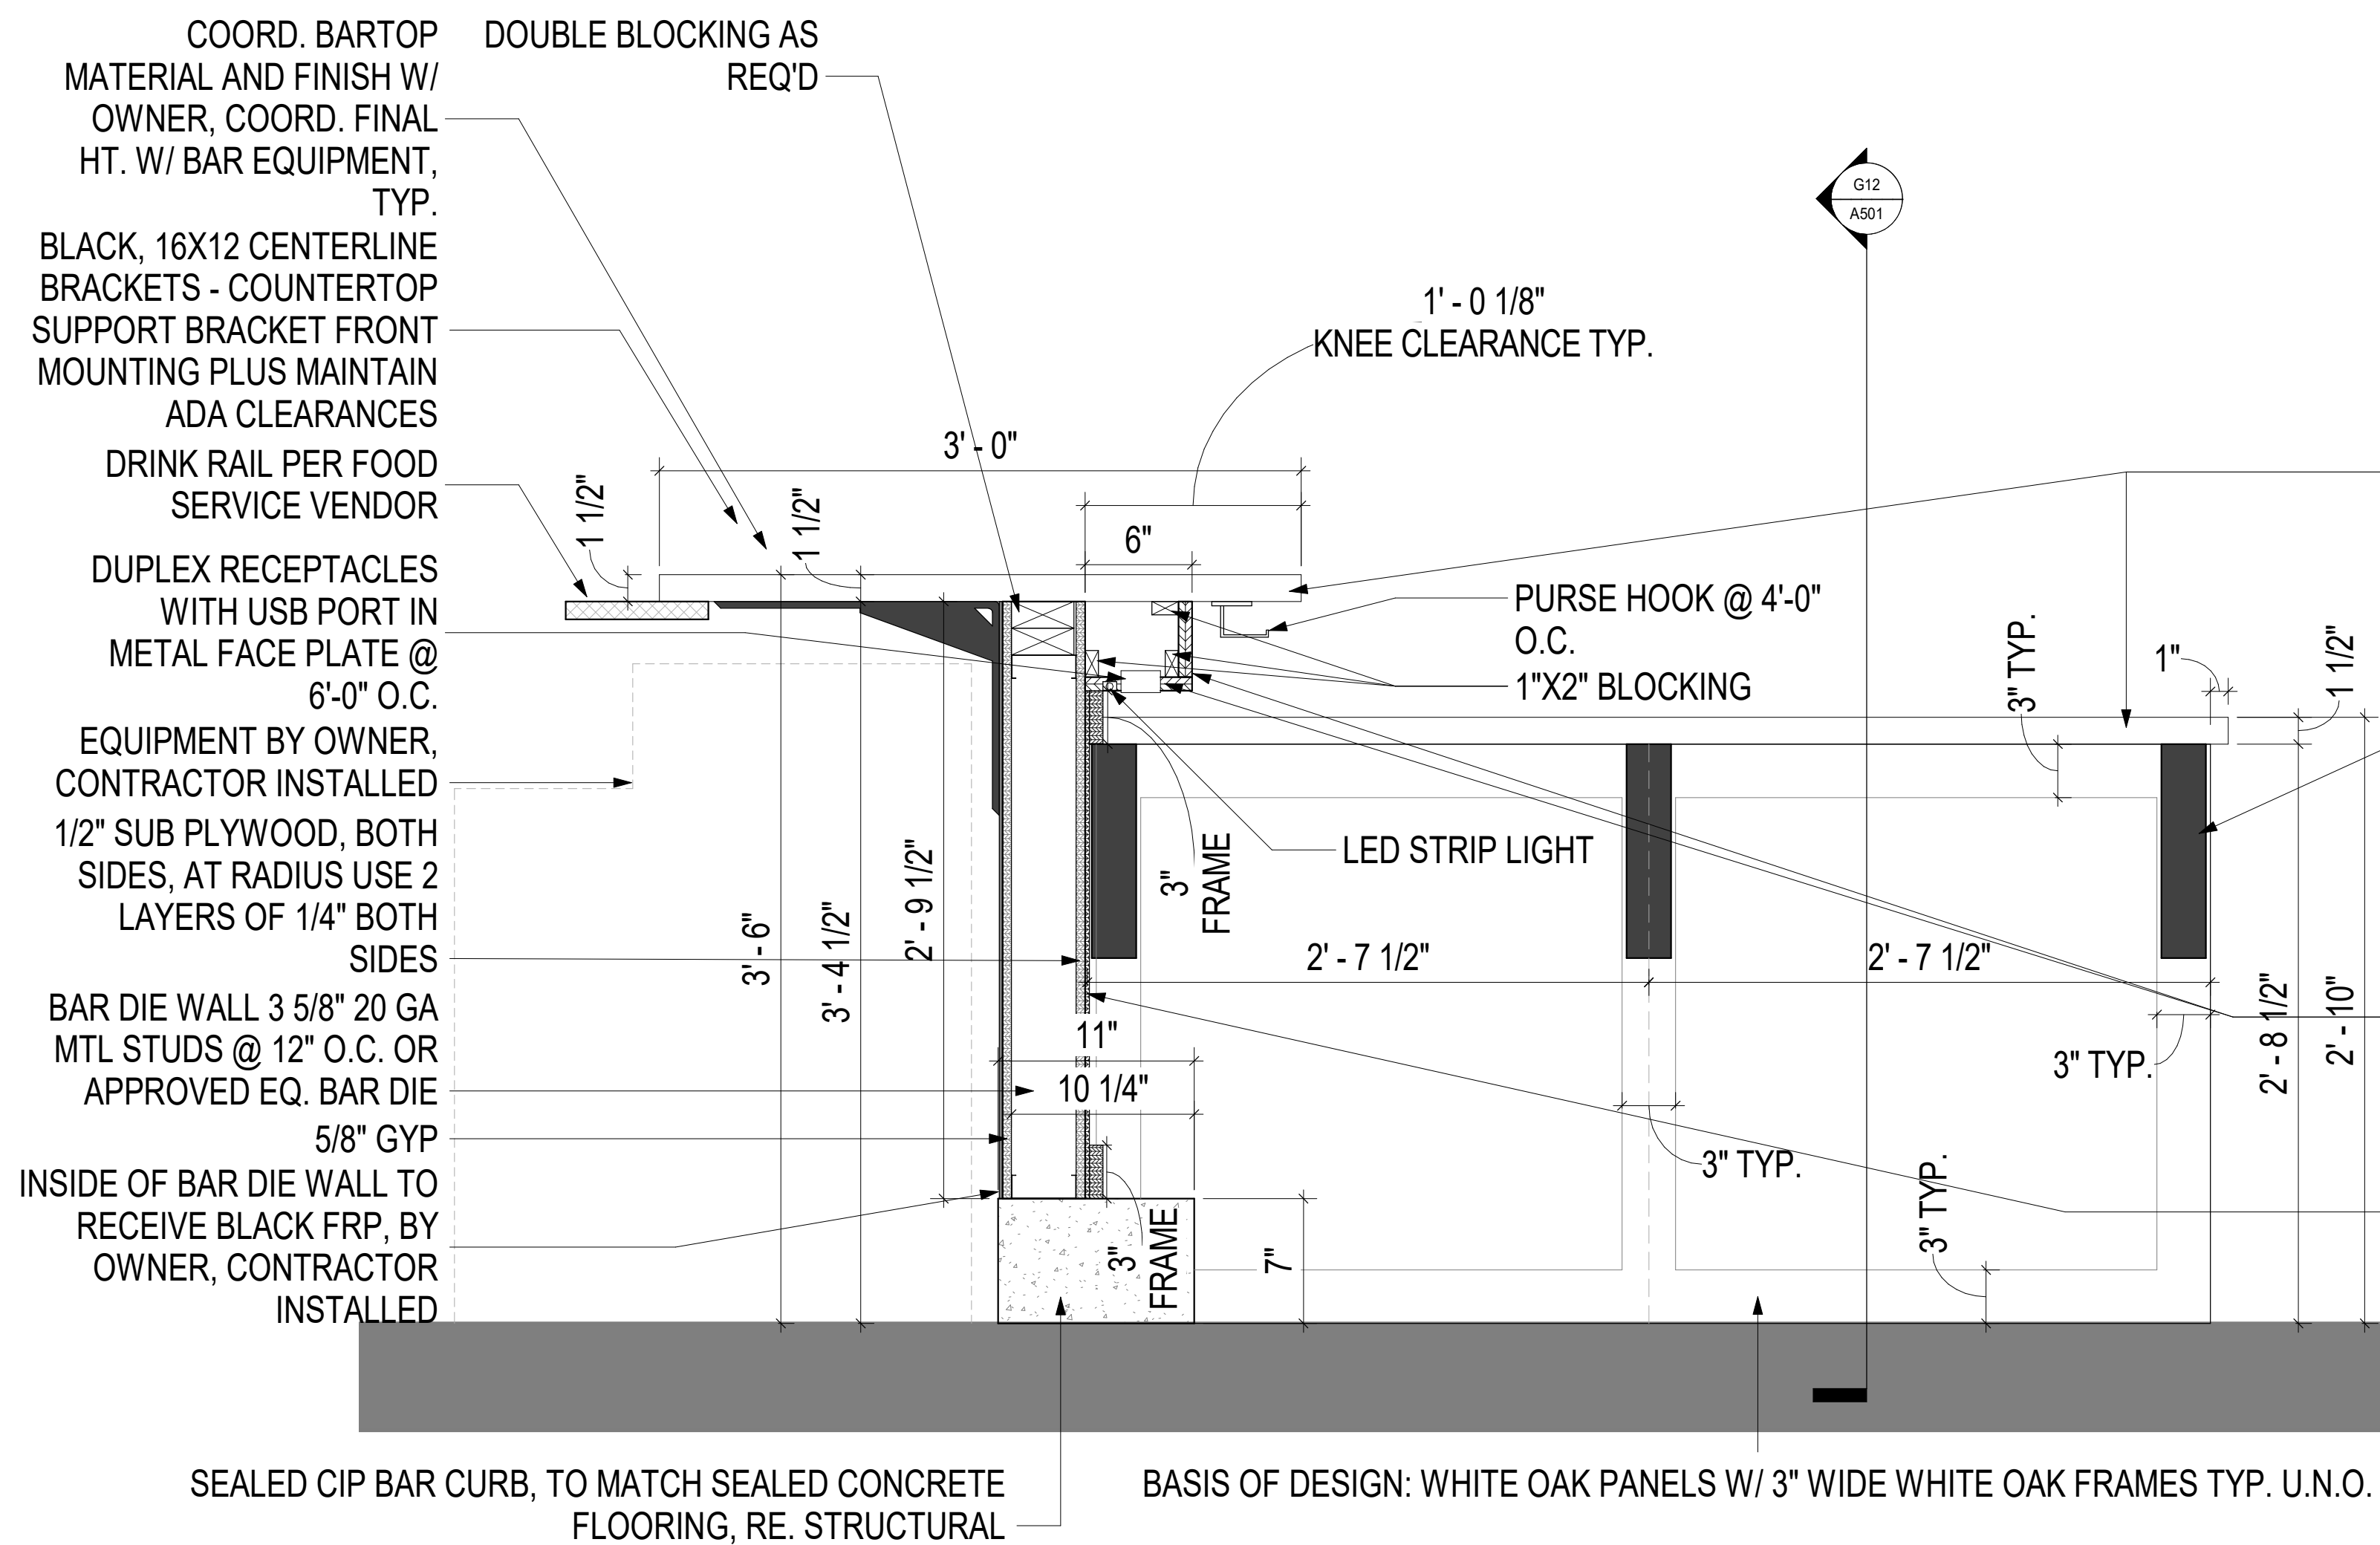 COORD. BARTOP
MATERIAL AND FINISH W/
OWNER, COORD. FINAL
HT. W/ BAR EQUIPMENT,
TYP.
BLACK, 16X12 CENTERLINE
BRACKETS - COUNTERTOP
SUPPORT BRACKET FRONT
MOUNTING PLUS MAINTAIN
ADA CLEARANCES
DRINK RAIL PER FOOD
SERVICE VENDOR
DUPLEX RECEPTACLES
WITH USB PORT IN
METAL FACE PLATE @
6'-0" O.C.
EQUIPMENT BY OWNER,
CONTRACTOR INSTALLED
1/2" SUB PLYWOOD, BOTH
SIDES, AT RADIUS USE 2
LAYERS OF 1/4" BOTH
SIDES
BAR DIE WALL 3 5/8" 20 GA
MTL STUDS @ 12" O.C. OR
APPROVED EQ. BAR DIE
5/8" GYP
INSIDE OF BAR DIE WALL TO
RECEIVE BLACK FRP, BY
OWNER, CONTRACTOR
INSTALLED
DOUBLE BLOCKING AS
REQ'D
G12
A501
1' - 0 1/8"
KNEE CLEARANCE TYP.
3' - 0"
1 1/2"
1 1/2"
6"
PURSE HOOK @ 4'-0"
O.C.
1"X2" BLOCKING
3" TYP.
1"
1 1/2"
LED STRIP LIGHT
3"
FRAME
3' - 6"
3' - 4 1/2"
2' - 9 1/2"
2' - 7 1/2"
2' - 7 1/2"
11"
10 1/4"
3" TYP.
2' - 8 1/2"
2' - 10"
3" TYP.
3" TYP.
3"
FRAME
7"
SEALED CIP BAR CURB, TO MATCH SEALED CONCRETE
FLOORING, RE. STRUCTURAL
BASIS OF DESIGN: WHITE OAK PANELS W/ 3" WIDE WHITE OAK FRAMES TYP. U.N.O.